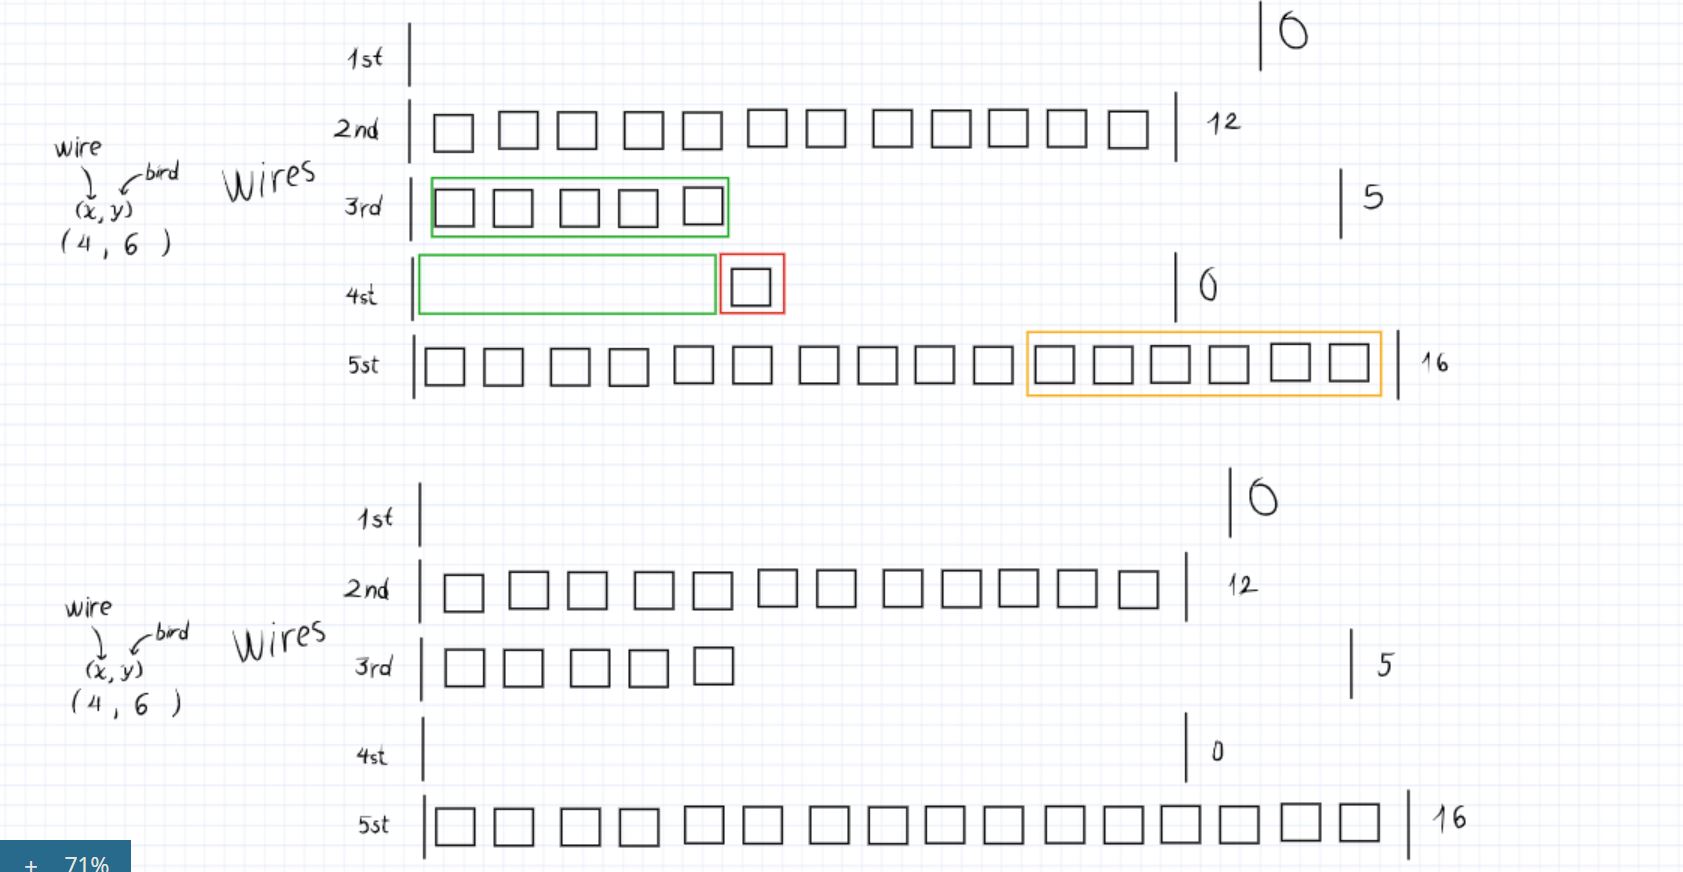 1st 0
2nd 12
wire
bird
Wires
(x, y)
3rd 5
(4, 6 )
4st 0
5st 16
1st 0
2nd 12
wire
bird
Wires
(x, y)
3rd 5
(4, 6 )
4st 0
5st 16
+ 71%